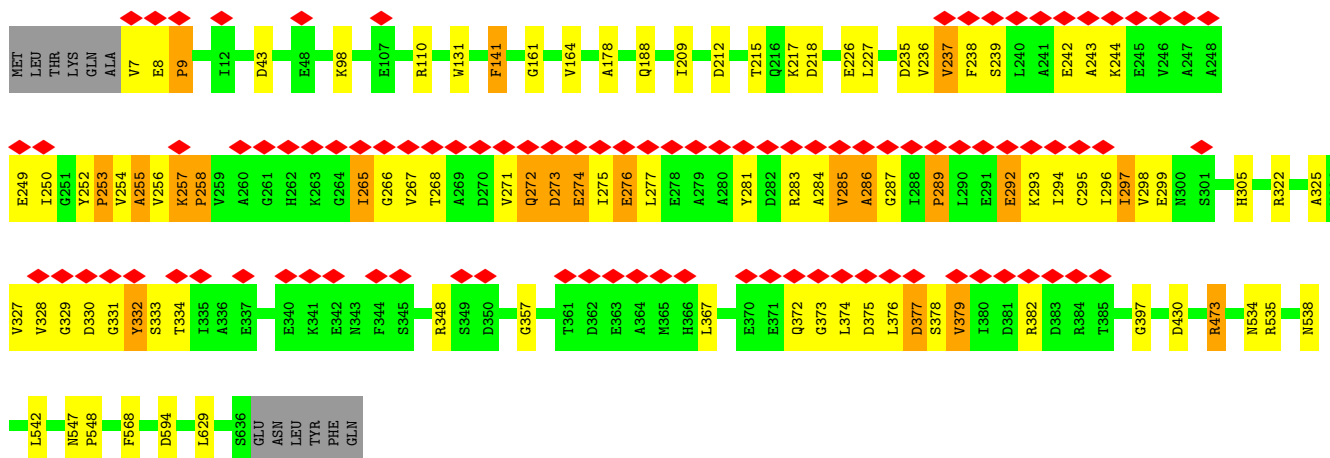 MET LEU THR LYS GLN ALA V7 E8 P9 I12 D43 E48 K98 E107 R110 W131 F141 G161 V164 A178 Q188 I209 D212 T215 Q216 K217 D218 E226 L227 D235 V236 V237 F238 S239 L240 A241 E242 A243 K244 E245 V246 A247 A248
E249 I250 G251 Y252 P253 V254 A255 V256 K257 P258 V259 A260 G261 H262 K263 G264 I265 G266 V267 T268 A269 D270 V271 Q272 D273 E274 I275 E276 L277 E278 A279 A280 Y281 D282 R283 A284 V285 A286 G287 I288 P289 L290 E291 E292 K293 I294 C295 I296 I297 V298 E299 N300 S301 H305 R322 A325
V327 V328 G329 D330 G331 Y332 S333 T334 I335 A336 E337 E340 K341 E342 N343 F344 S345 R348 S349 D350 G357 T361 D362 E363 A364 M365 H366 L367 E370 E371 Q372 G373 L374 D375 L376 D377 S378 V379 I380 D381 R382 D383 R384 T385 G397 D430 R473 N534 R535 N538
L542 N547 P548 F568 D594 L629 S636 GLU ASN LEU TYR PHE GLN